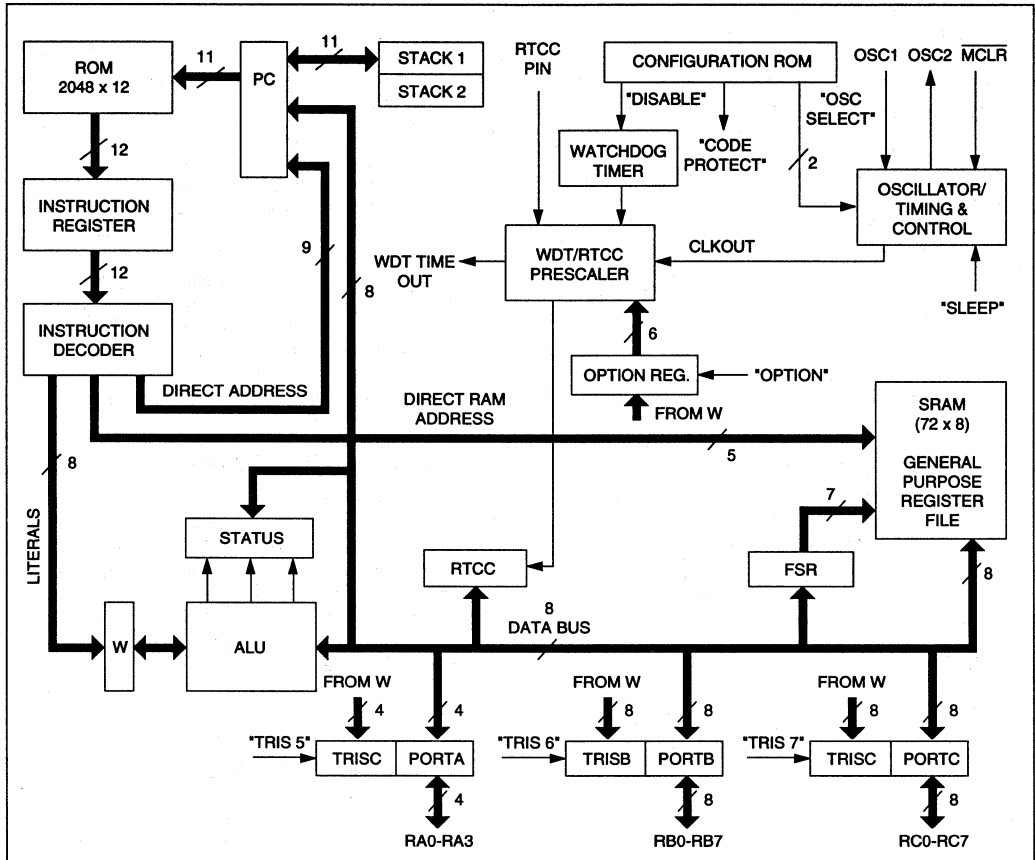 ROM
2048 x 12
11
PC
11
STACK 1
STACK 2
RTCC
PIN
CONFIGURATION ROM
OSC1
OSC2
MCLR
"DISABLE"
"OSC
SELECT"
"CODE
PROTECT"
WATCHDOG
TIMER
2
12
INSTRUCTION
REGISTER
OSCILLATOR/
TIMING &
CONTROL
9
8
WDT TIME
OUT
WDT/RTCC
PRESCALER
CLKOUT
12
"SLEEP"
INSTRUCTION
DECODER
6
OPTION REG.
"OPTION"
FROM W
DIRECT ADDRESS
DIRECT RAM
ADDRESS
5
SRAM
(72 x 8)
GENERAL
PURPOSE
REGISTER
FILE
8
LITERALS
7
STATUS
RTCC
FSR
8
8
DATA BUS
W
ALU
FROM W
4
4
FROM W
8
8
FROM W
8
8
"TRIS 5"
TRISC
PORTA
"TRIS 6"
TRISB
PORTB
"TRIS 7"
TRISC
PORTC
4
8
8
RA0-RA3
RB0-RB7
RC0-RC7